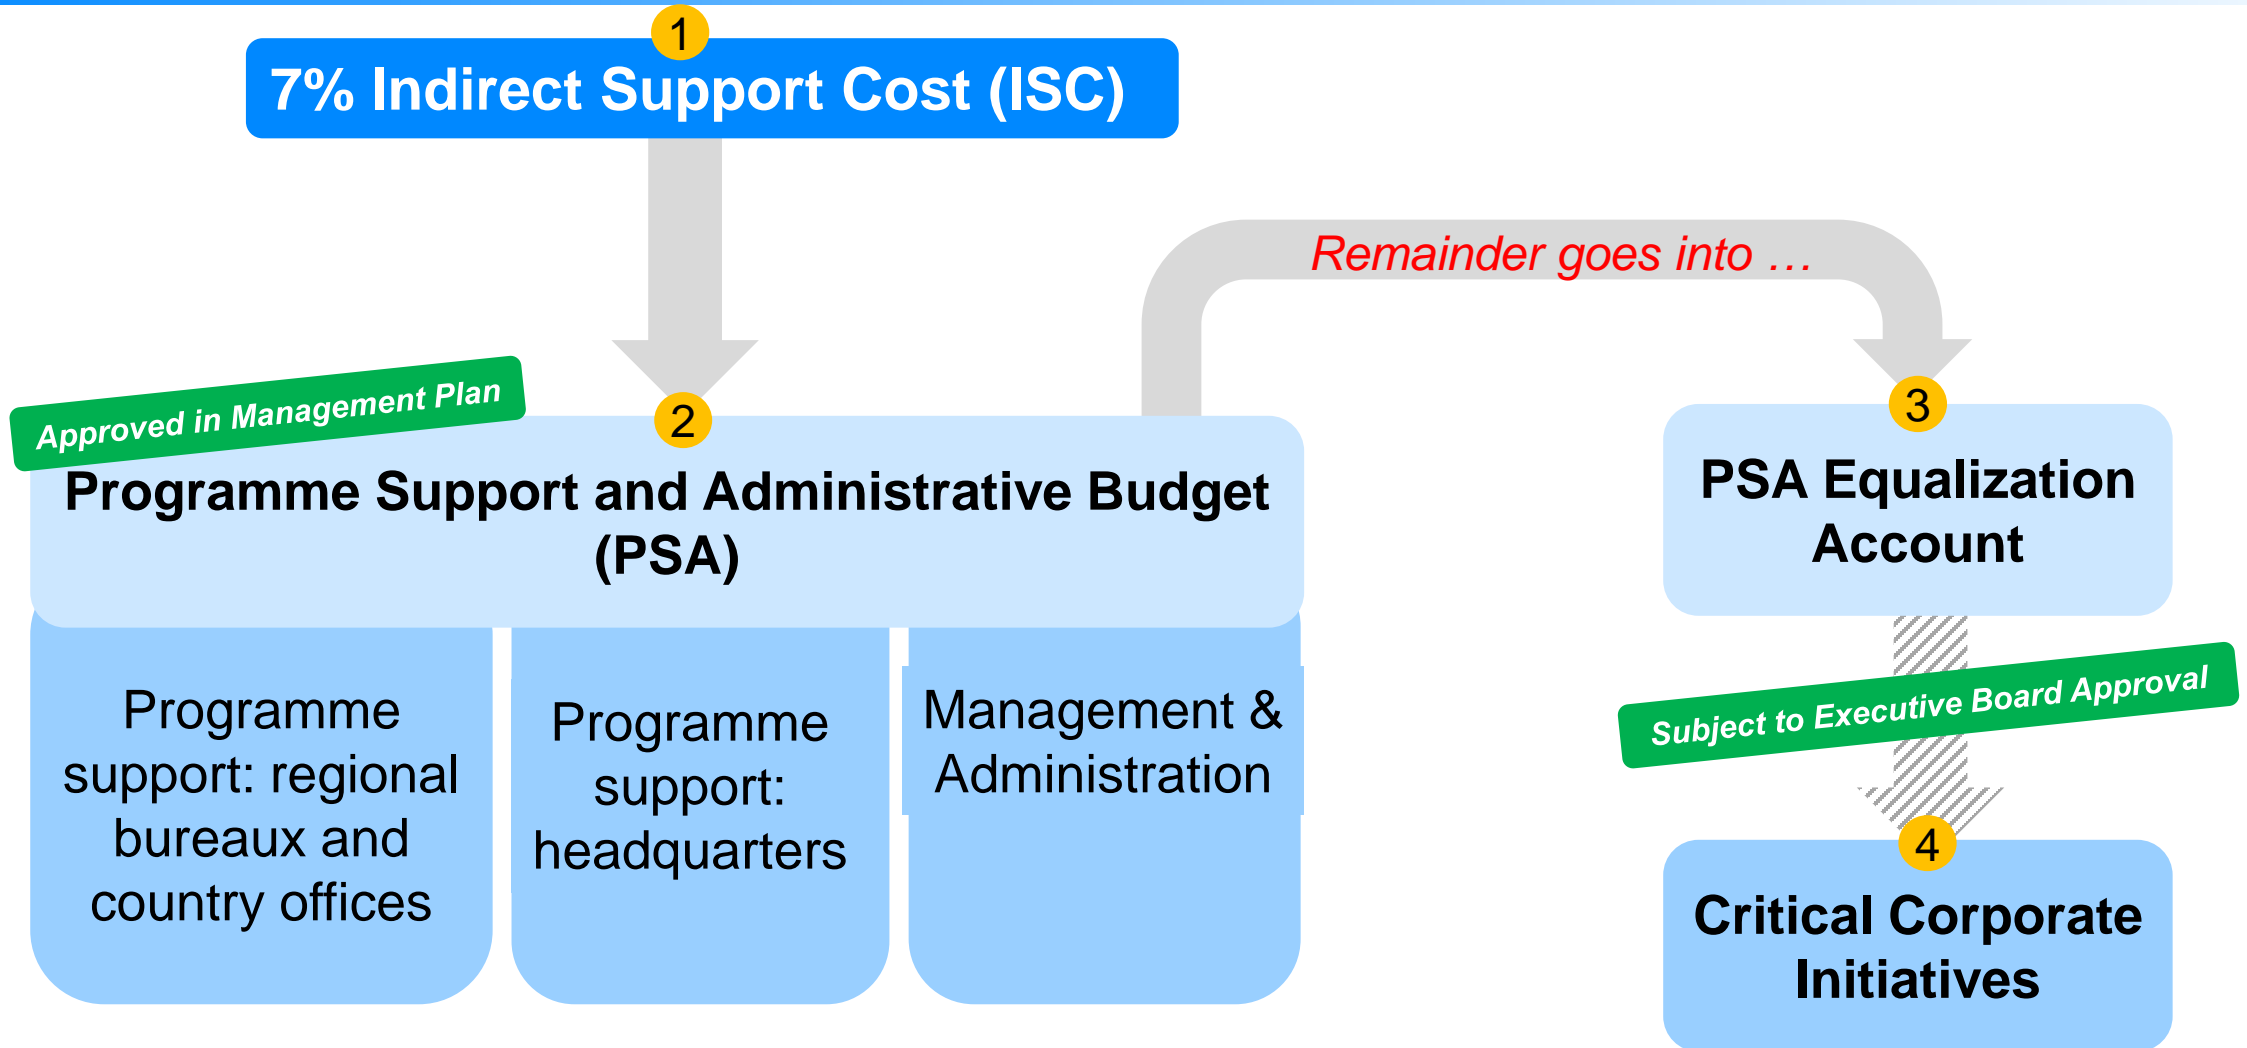 1
7% Indirect Support Cost (ISC)
Remainder goes into …
Approved in Management Plan
2
Programme Support and Administrative Budget
(PSA)
Programme
support: regional
bureaux and
country offices
Programme
support:
headquarters
Management &
Administration
3
PSA Equalization
Account
Subject to Executive Board Approval
4
Critical Corporate
Initiatives